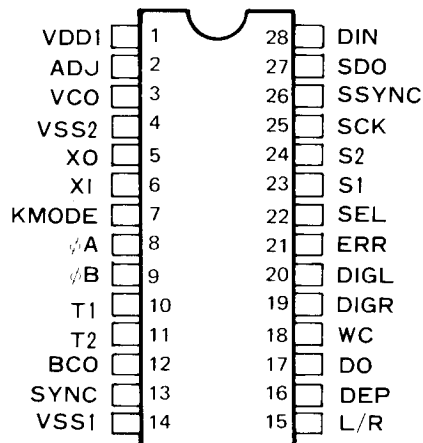 VDD1 1 28 DIN
ADJ 2 27 SDO
VCO 3 26 SSYNC
VSS2 4 25 SCK
XO 5 24 S2
XI 6 23 S1
KMODE 7 22 SEL
φA 8 21 ERR
φB 9 20 DIGL
T1 10 19 DIGR
T2 11 18 WC
BCO 12 17 DO
SYNC 13 16 DEP
VSS1 14 15 L/R